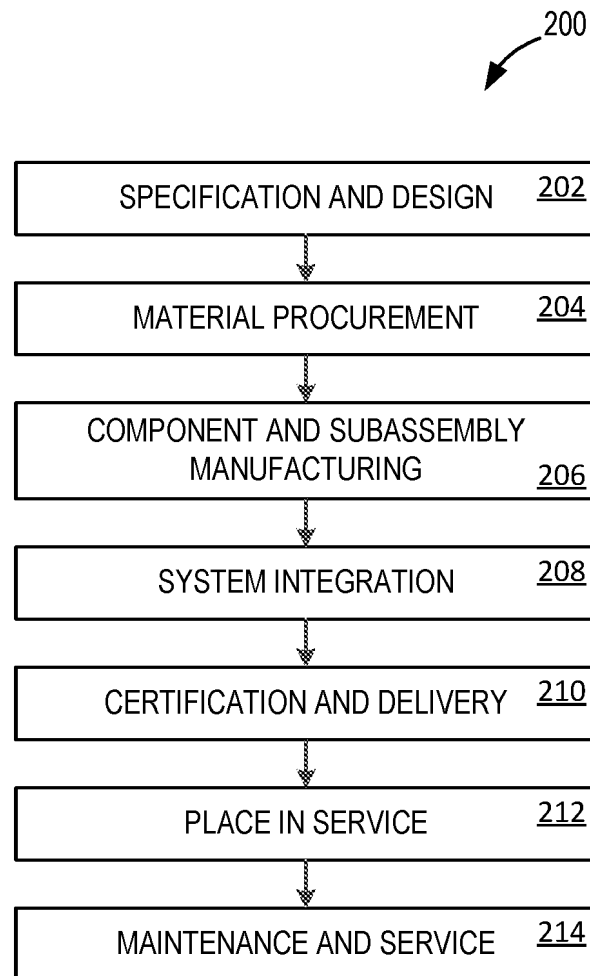 200
SPECIFICATION AND DESIGN 202
MATERIAL PROCUREMENT 204
COMPONENT AND SUBASSEMBLY
MANUFACTURING 206
SYSTEM INTEGRATION 208
CERTIFICATION AND DELIVERY 210
PLACE IN SERVICE 212
MAINTENANCE AND SERVICE 214